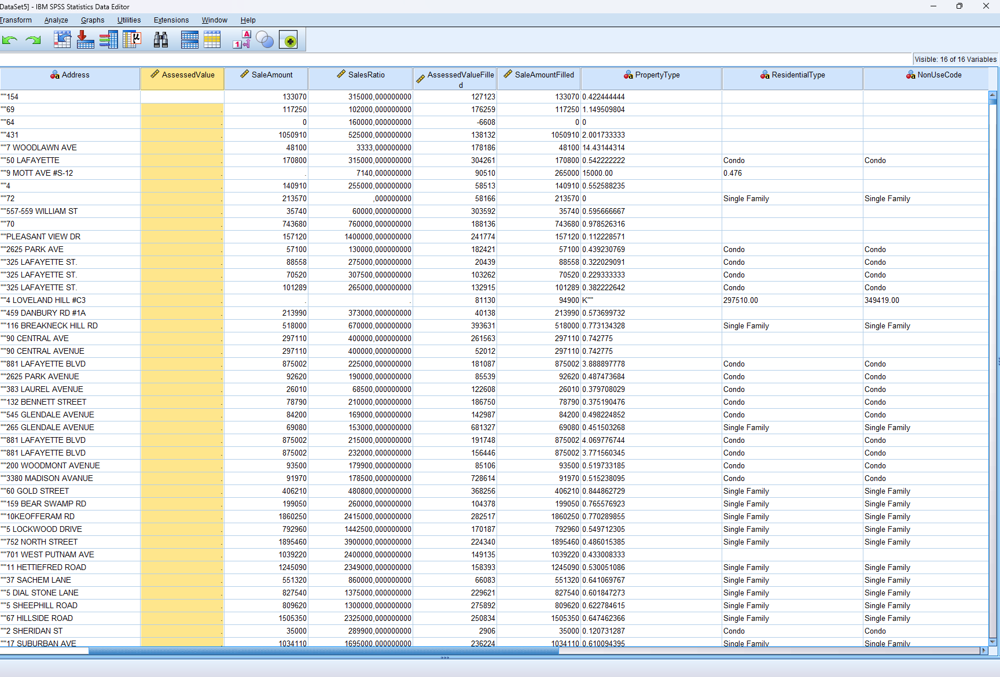 DataSet5] - IBM SPSS Statistics Data Editor
Transform Analyze Graphs Utilities Extensions Window Help
Visible: 16 of 16 Variables
Address AssessedValue SaleAmount SalesRatio AssessedValueFilled SaleAmountFilled PropertyType ResidentialType NonUseCode
""154 133070 315000,000000000 127123 133070 0.422444444
""69 . 117250 102000,000000000 176259 117250 1.149509804
""64 . 0 160000,000000000 -6608 0 0
""431 . 1050910 525000,000000000 138132 1050910 2.001733333
""7 WOODLAWN AVE . 48100 3333,000000000 178186 48100 14.43144314
""50 LAFAYETTE . 170800 315000,000000000 304261 170800 0.542222222 Condo Condo
""9 MOTT AVE #S-12 . . 7140,000000000 90510 265000 15000.00 0.476
""4 . 140910 255000,000000000 58513 140910 0.552588235
""72 . 213570 ,000000000 58166 213570 0 Single Family Single Family
""557-559 WILLIAM ST . 35740 60000,000000000 303592 35740 0.595666667
""70 . 743680 760000,000000000 188136 743680 0.978526316
""PLEASANT VIEW DR . 157120 1400000,000000000 241774 157120 0.112228571
""2625 PARK AVE . 57100 130000,000000000 182421 57100 0.439230769 Condo Condo
""325 LAFAYETTE ST. . 88558 275000,000000000 20439 88558 0.322029091 Condo Condo
""325 LAFAYETTE ST. . 70520 307500,000000000 103262 70520 0.229333333 Condo Condo
""325 LAFAYETTE ST. . 101289 265000,000000000 132915 101289 0.382222642 Condo Condo
""4 LOVELAND HILL #C3 . . . 81130 94900 K"" 297510.00 349419.00
""459 DANBURY RD #1A . 213990 373000,000000000 40138 213990 0.573699732
""116 BREAKNECK HILL RD . 518000 670000,000000000 393631 518000 0.773134328 Single Family Single Family
""90 CENTRAL AVE . 297110 400000,000000000 261563 297110 0.742775
""90 CENTRAL AVENUE . 297110 400000,000000000 52012 297110 0.742775
""881 LAFAYETTE BLVD . 875002 225000,000000000 181087 875002 3.888897778 Condo Condo
""2625 PARK AVENUE . 92620 190000,000000000 85539 92620 0.487473684 Condo Condo
""383 LAUREL AVENUE . 26010 68500,000000000 122608 26010 0.379708029 Condo Condo
""132 BENNETT STREET . 78790 210000,000000000 186750 78790 0.375190476 Condo Condo
""545 GLENDALE AVENUE . 84200 169000,000000000 142987 84200 0.498224852 Condo Condo
""265 GLENDALE AVENUE . 69080 153000,000000000 681327 69080 0.451503268 Single Family Single Family
""881 LAFAYETTE BLVD . 875002 215000,000000000 191748 875002 4.069776744 Condo Condo
""881 LAFAYETTE BLVD . 875002 232000,000000000 156446 875002 3.771560345 Condo Condo
""200 WOODMONT AVENUE . 93500 179900,000000000 85106 93500 0.519733185 Condo Condo
""3380 MADISON AVANUE . 91970 178500,000000000 728614 91970 0.515238095 Condo Condo
""60 GOLD STREET . 406210 480800,000000000 368256 406210 0.844862729 Single Family Single Family
""159 BEAR SWAMP RD . 199050 260000,000000000 104378 199050 0.765576923 Single Family Single Family
""10KEOFFERAM RD . 1860250 2415000,000000000 282517 1860250 0.770289855 Single Family Single Family
""5 LOCKWOOD DRIVE . 792960 1442500,000000000 170187 792960 0.549712305 Single Family Single Family
""752 NORTH STREET . 1895460 3900000,000000000 224340 1895460 0.486015385 Single Family Single Family
""701 WEST PUTNAM AVE . 1039220 2400000,000000000 149135 1039220 0.433008333
""11 HETTIEFRED ROAD . 1245090 2349000,000000000 158393 1245090 0.530051086 Single Family Single Family
""37 SACHEM LANE . 551320 860000,000000000 66083 551320 0.641069767 Single Family Single Family
""5 DIAL STONE LANE . 827540 1375000,000000000 229621 827540 0.601847273 Single Family Single Family
""5 SHEEPHILL ROAD . 809620 1300000,000000000 275892 809620 0.622784615 Single Family Single Family
""67 HILLSIDE ROAD . 1505350 2325000,000000000 250834 1505350 0.647462366 Single Family Single Family
""2 SHERIDAN ST . 35000 289900,000000000 2906 35000 0.120731287 Condo Condo
""17 SUBURBAN AVE . 1034110 1695000,000000000 236224 1034110 0.610094395 Single Family Single Family